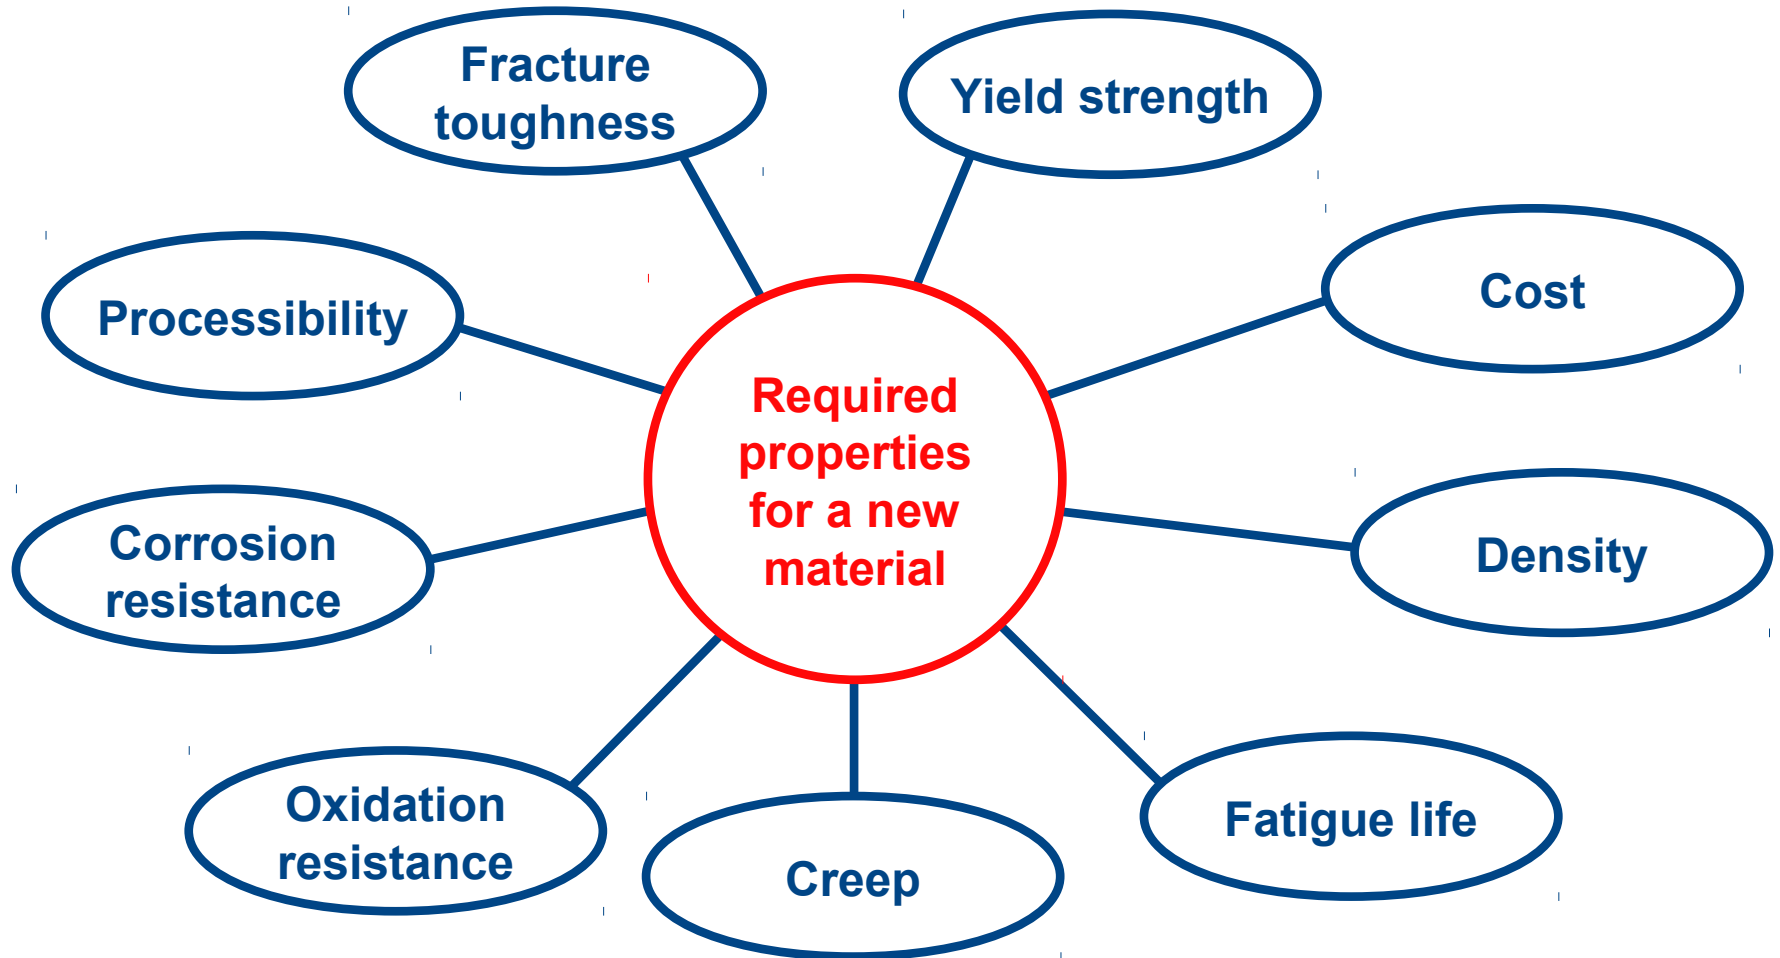 Fracture
toughness
Yield strength
Processibility
Cost
Required
properties
for a new
material
Corrosion
resistance
Density
Oxidation
resistance
Creep
Fatigue life